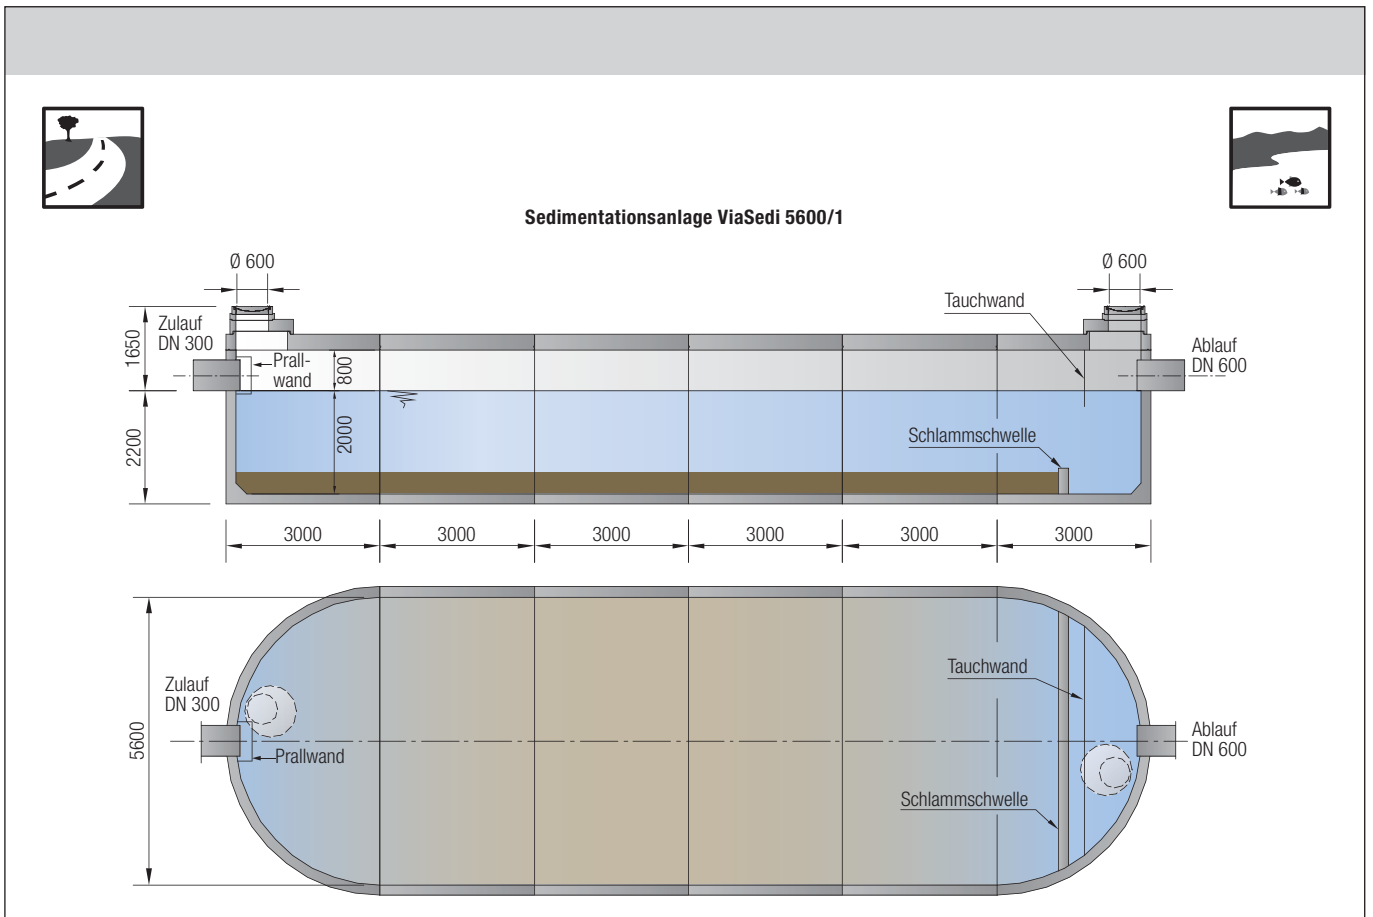 Sedimentationsanlage ViaSedi 5600/1
Ø 600
Ø 600
Zulauf
DN 300
Prall-
wand
Tauchwand
Ablauf
DN 600
1650
800
2200
2000
Schlammschwelle
3000
3000
3000
3000
3000
3000
Zulauf
DN 300
Prallwand
5600
Tauchwand
Ablauf
DN 600
Schlammschwelle